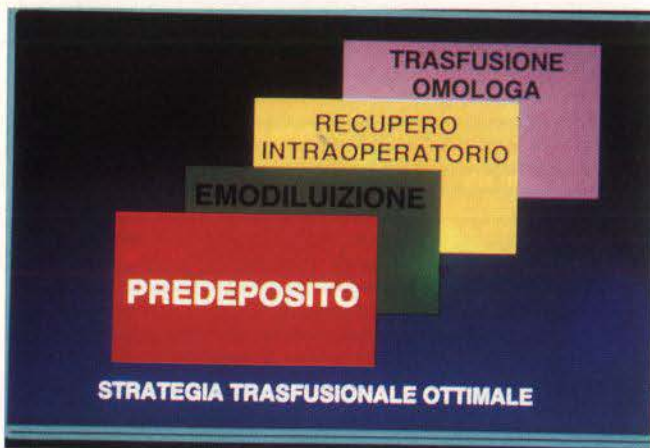 TRASFUSIONE
OMOLOGA
RECUPERO
INTRAOPERATORIO
EMODILUIZIONE
PREDEPOSITO
STRATEGIA TRASFUSIONALE OTTIMALE